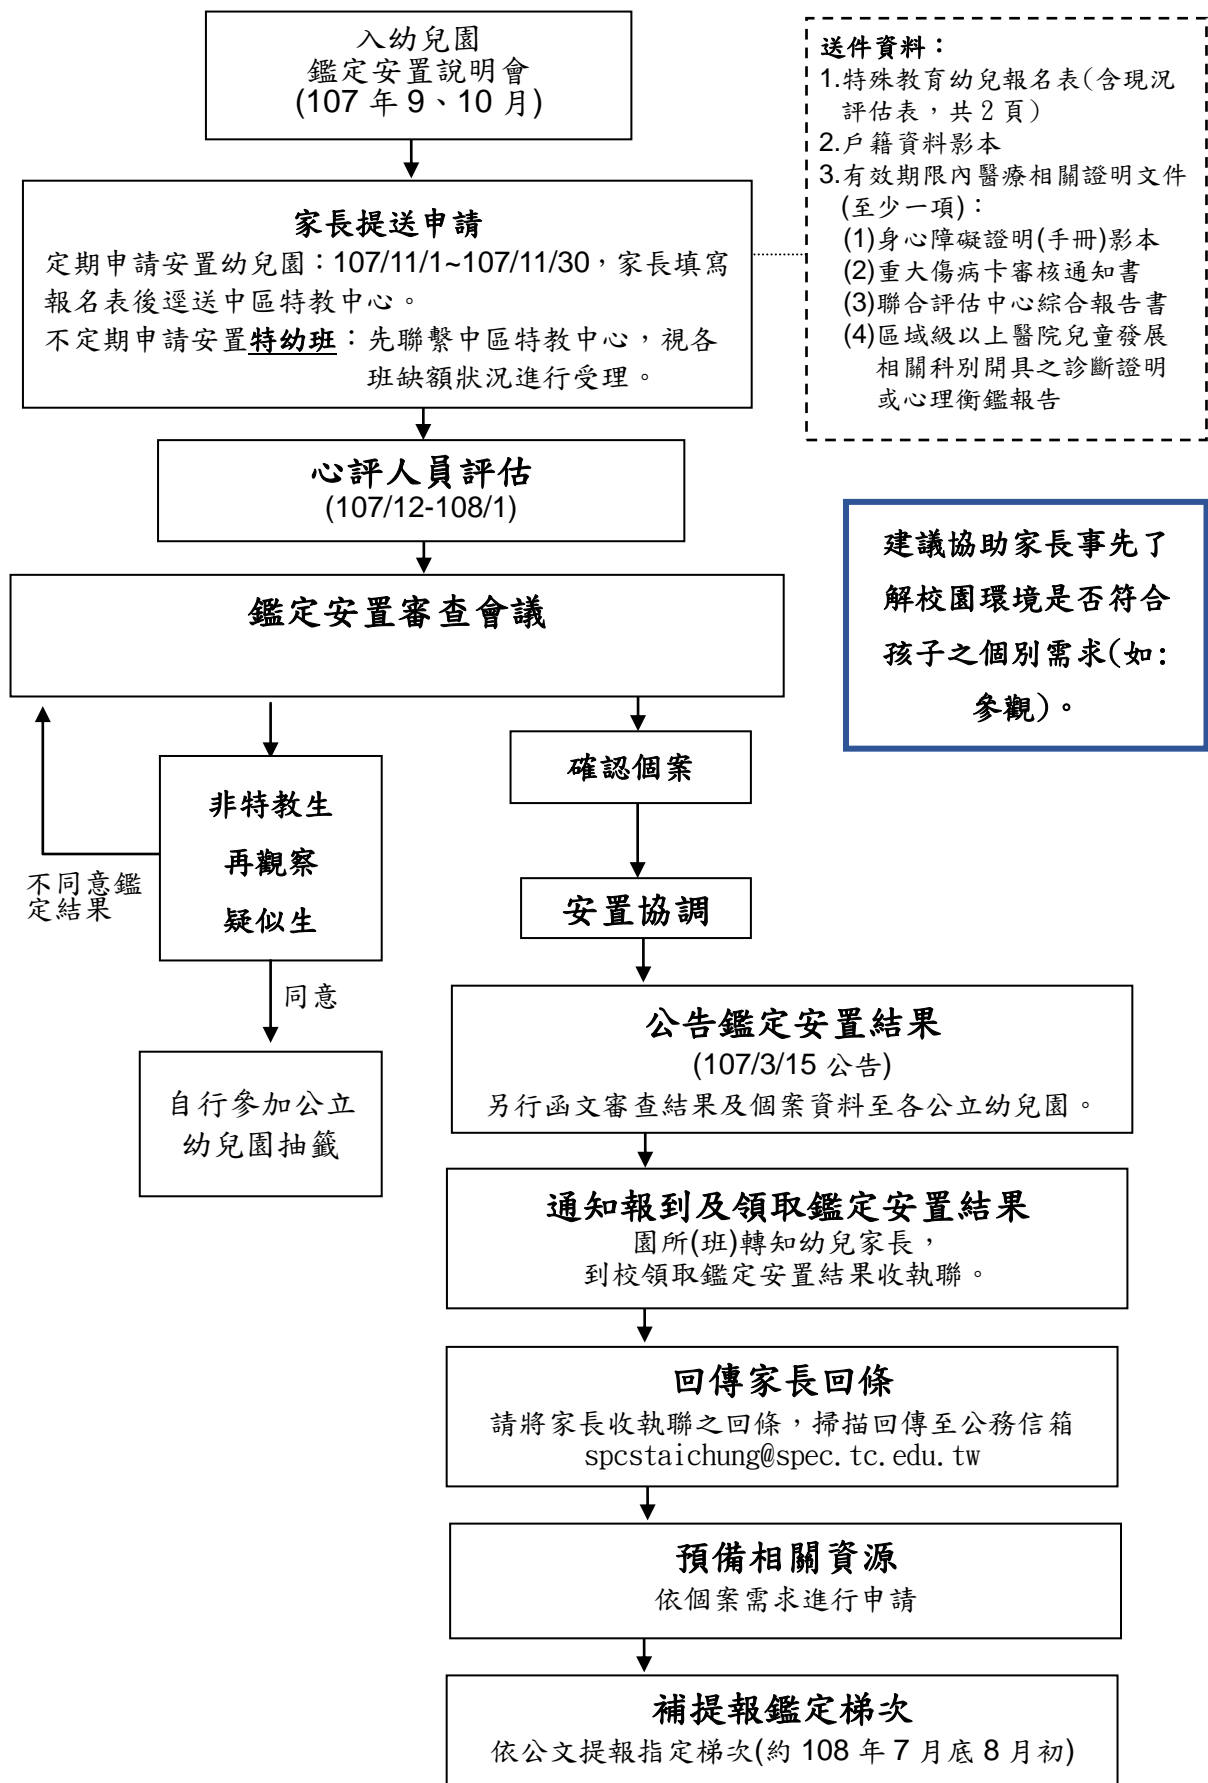 入幼兒園
鑑定安置說明會
(107 年 9、10 月)
送件資料：
1.特殊教育幼兒報名表(含現況
評估表，共 2 頁)
2.戶籍資料影本
3.有效期限內醫療相關證明文件
(至少一項)：
(1)身心障礙證明(手冊)影本
(2)重大傷病卡審核通知書
(3)聯合評估中心綜合報告書
(4)區域級以上醫院兒童發展
相關科別開具之診斷證明
或心理衡鑑報告
家長提送申請
定期申請安置幼兒園：107/11/1~107/11/30，家長填寫
報名表後逕送中區特教中心。
不定期申請安置特幼班：先聯繫中區特教中心，視各
班缺額狀況進行受理。
心評人員評估
(107/12-108/1)
建議協助家長事先了
解校園環境是否符合
孩子之個別需求(如:
參觀)。
鑑定安置審查會議
非特教生
再觀察
疑似生
不同意鑑
定結果
同意
自行參加公立
幼兒園抽籤
確認個案
安置協調
公告鑑定安置結果
(107/3/15 公告)
另行函文審查結果及個案資料至各公立幼兒園。
通知報到及領取鑑定安置結果
園所(班)轉知幼兒家長，
到校領取鑑定安置結果收執聯。
回傳家長回條
請將家長收執聯之回條，掃描回傳至公務信箱
spcstaichung@spec.tc.edu.tw
預備相關資源
依個案需求進行申請
補提報鑑定梯次
依公文提報指定梯次(約 108 年 7 月底 8 月初)